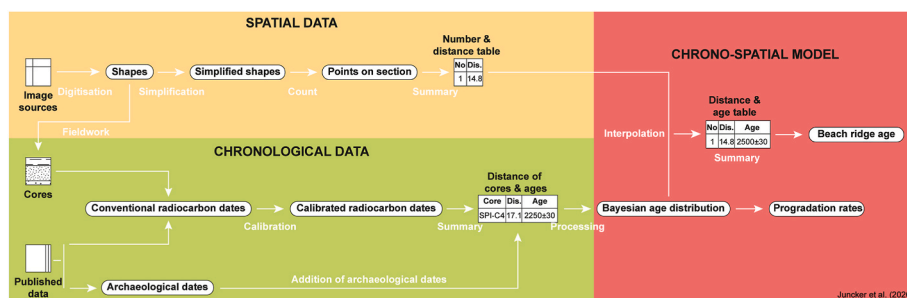 SPATIAL DATA
Number &
distance table
No Dis.
1 14.8
Image
sources
Digitisation
Shapes
Simplification
Simplified shapes
Count
Points on section
Summary
Fieldwork
CHRONOLOGICAL DATA
Cores
Conventional radiocarbon dates
Calibration
Calibrated radiocarbon dates
Summary
Distance of
cores & ages
Core Dis. Age
SPI-C4 17.1 2250±30
Processing
Published
data
Archaeological dates
Addition of archaeological dates
CHRONO-SPATIAL MODEL
Interpolation
Distance &
age table
No Dis. Age
1 14.8 2500±30
Summary
Beach ridge age
Bayesian age distribution
Progradation rates
Juncker et al. (2020